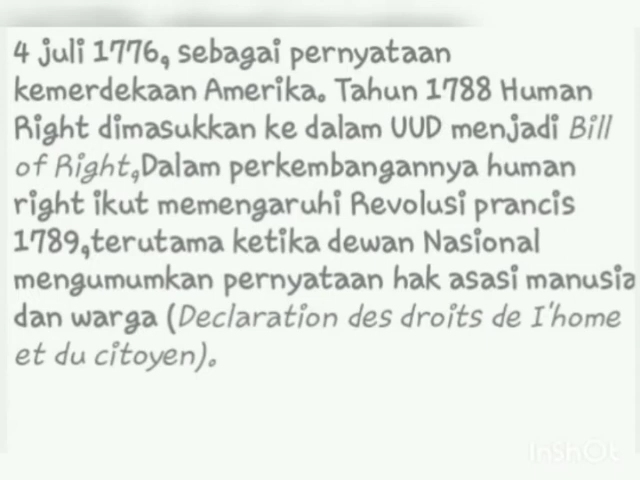 4 juli 1776, sebagai pernyataan
kemerdekaan Amerika. Tahun 1788 Human
Right dimasukkan ke dalam UUD menjadi Bill
of Right,Dalam perkembangannya human
right ikut memengaruhi Revolusi prancis
1789,terutama ketika dewan Nasional
mengumumkan pernyataan hak asasi manusia
dan warga (Declaration des droits de I'home
et du citoyen).
InShOt